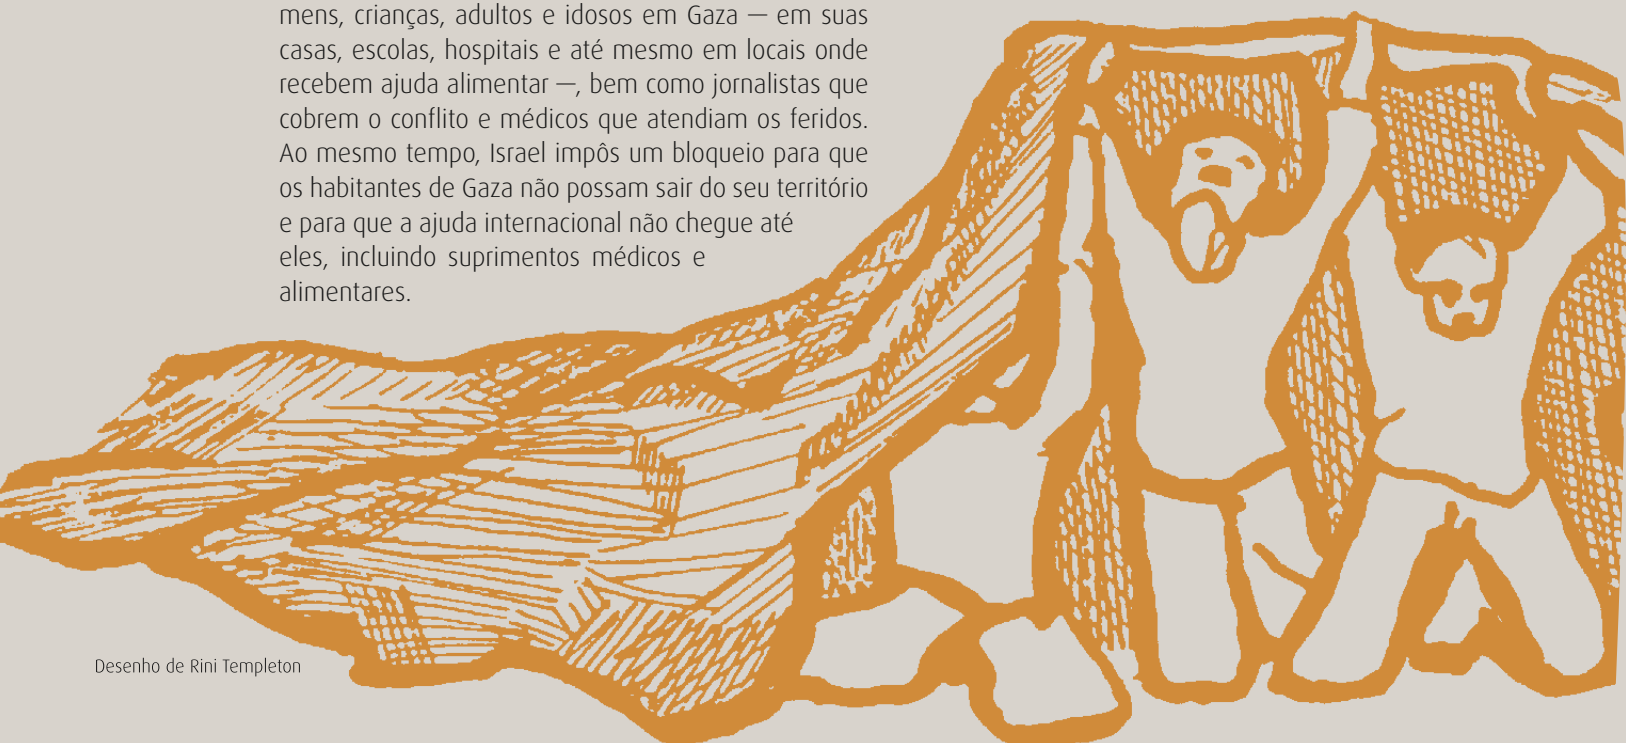 mens, crianças, adultos e idosos em Gaza — em suas
casas, escolas, hospitais e até mesmo em locais onde
recebem ajuda alimentar —, bem como jornalistas que
cobrem o conflito e médicos que atendiam os feridos.
Ao mesmo tempo, Israel impôs um bloqueio para que
os habitantes de Gaza não possam sair do seu território
e para que a ajuda internacional não chegue até
eles, incluindo suprimentos médicos e
alimentares.
Desenho de Rini Templeton